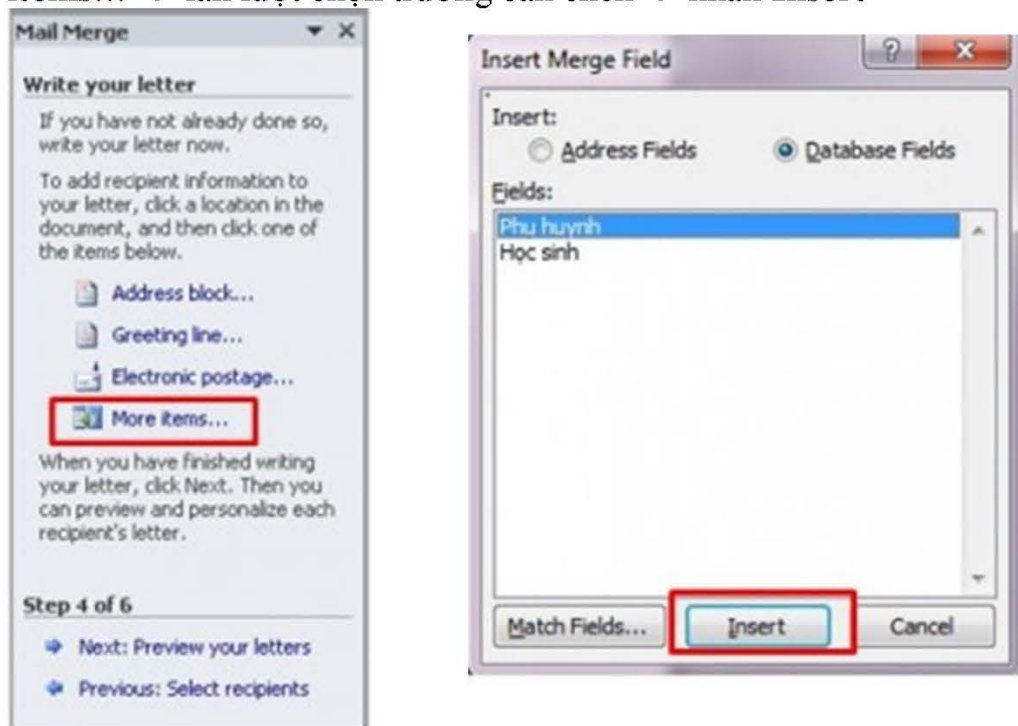 Mail Merge
Write your letter
If you have not already done so,
write your letter now.
To add recipient information to
your letter, click a location in the
document, and then click one of
the items below.
Address block...
Greeting line...
Electronic postage...
More items...
When you have finished writing
your letter, click Next. Then you
can preview and personalize each
recipient's letter.
Step 4 of 6
Next: Preview your letters
Previous: Select recipients
Insert Merge Field
Insert:
Address Fields
Database Fields
Fields:
Phu huynh
Học sinh
Match Fields...
Insert
Cancel